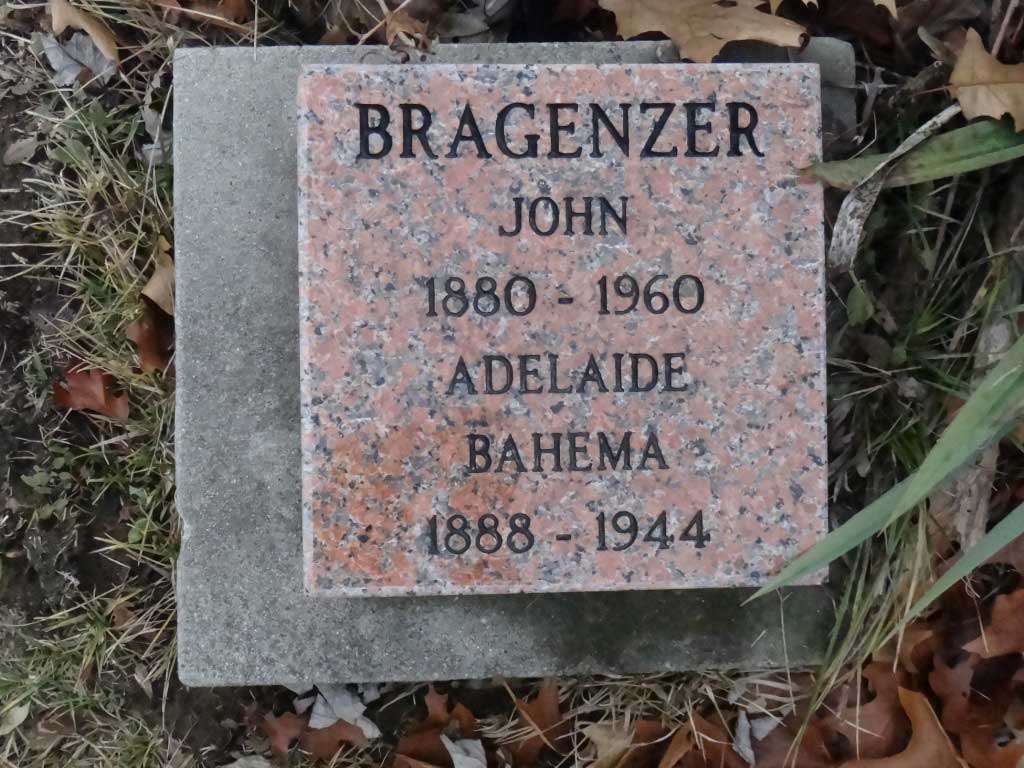 BRAGENZER
JOHN
1880 - 1960
ADELAIDE
BAHEMA
1888 - 1944